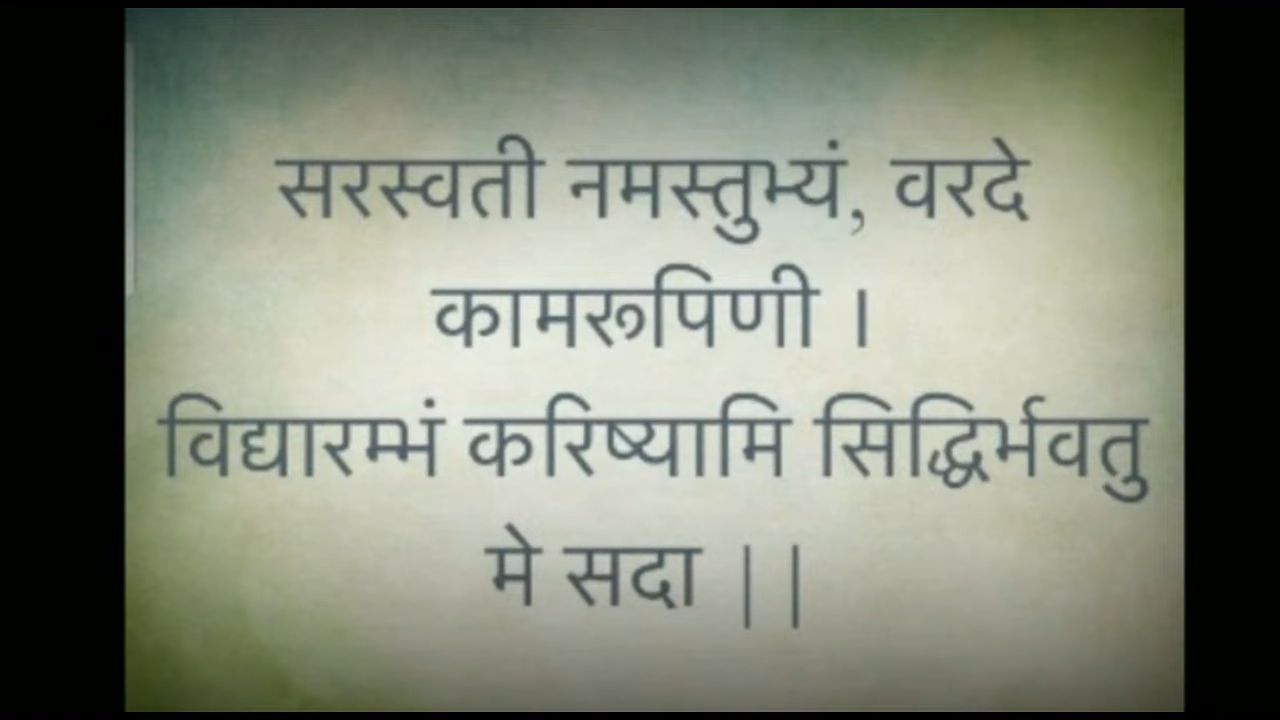 सरस्वती नमस्तुभ्यं, वरदे
कामरूपिणी ।
विद्यारम्भं करिष्यामि सिद्धिर्भवतु
मे सदा ||